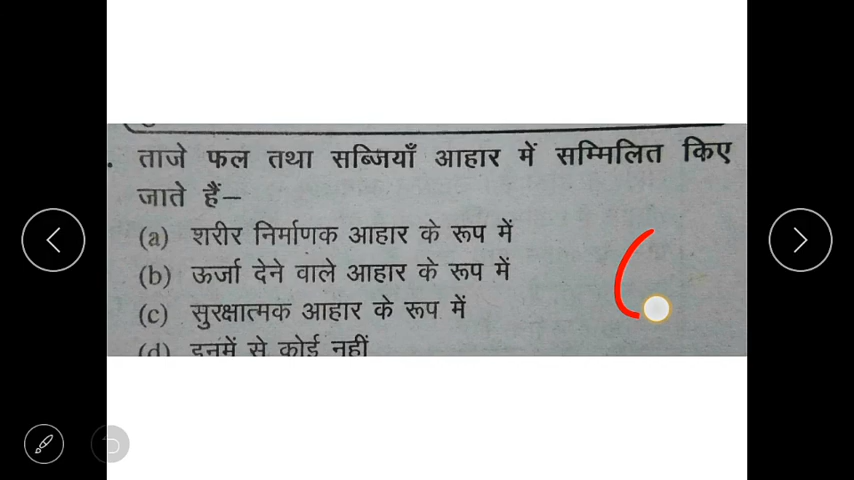 ताजे फल तथा सब्जियाँ आहार में सम्मिलित किए
जाते हैं–
(a) शरीर निर्माणक आहार के रूप में
(b) ऊर्जा देने वाले आहार के रूप में
(c) सुरक्षात्मक आहार के रूप में
(d) इनमें से कोई नहीं